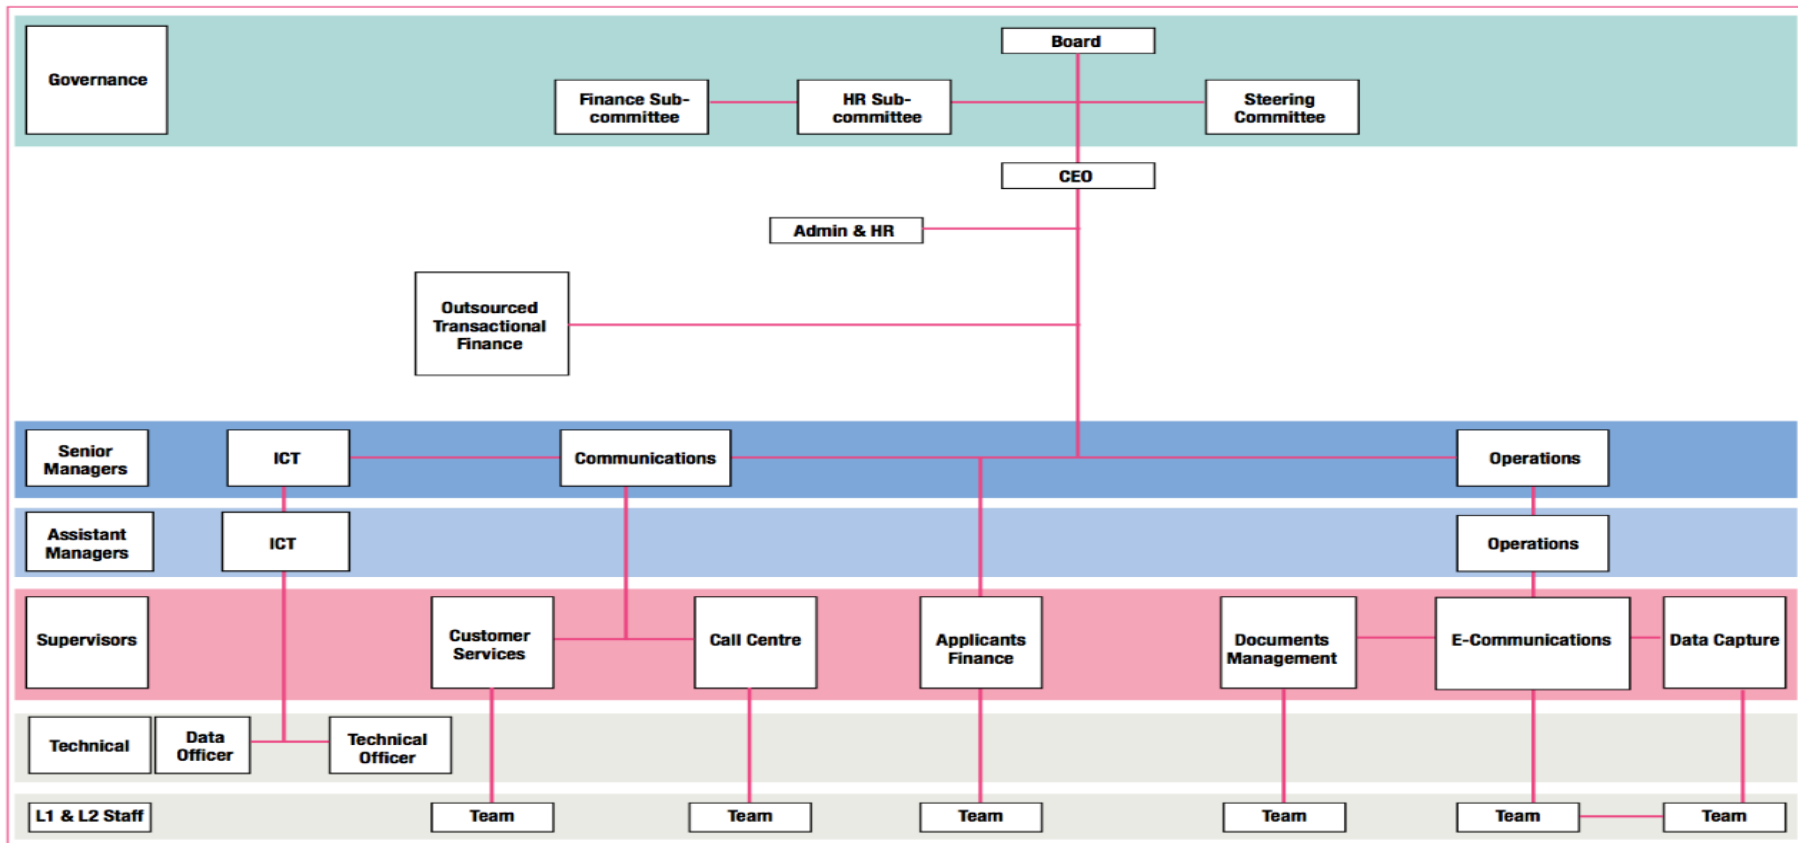 Governance
Board
Finance Sub-
committee
HR Sub-
committee
Steering
Committee
CEO
Admin & HR
Outsourced
Transactional
Finance
Senior
Managers
ICT
Communications
Operations
Assistant
Managers
ICT
Operations
Supervisors
Customer
Services
Call Centre
Applicants
Finance
Documents
Management
E-Communications
Data Capture
Technical
Data
Officer
Technical
Officer
L1 & L2 Staff
Team
Team
Team
Team
Team
Team